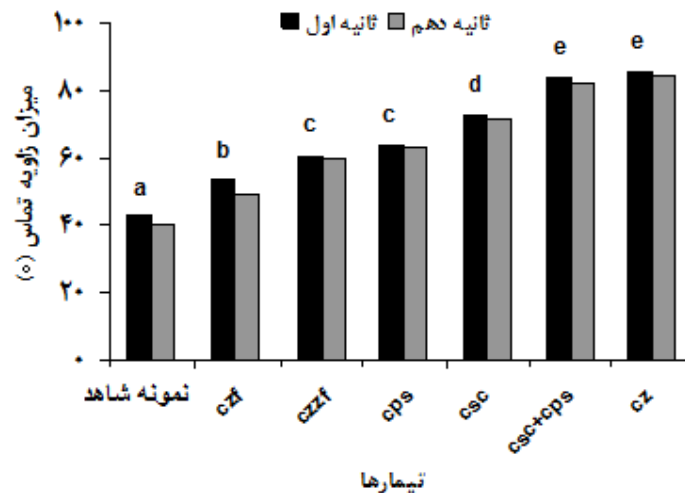 ثانیه اول ثانیه دهم
میزان زاویه تماس (°)
۱۰۰
۸۰
۶۰
۴۰
۲۰
۰
a b c c d e e
نمونه شاهد czf czzf cps csc csc+cps cz
تیمارها